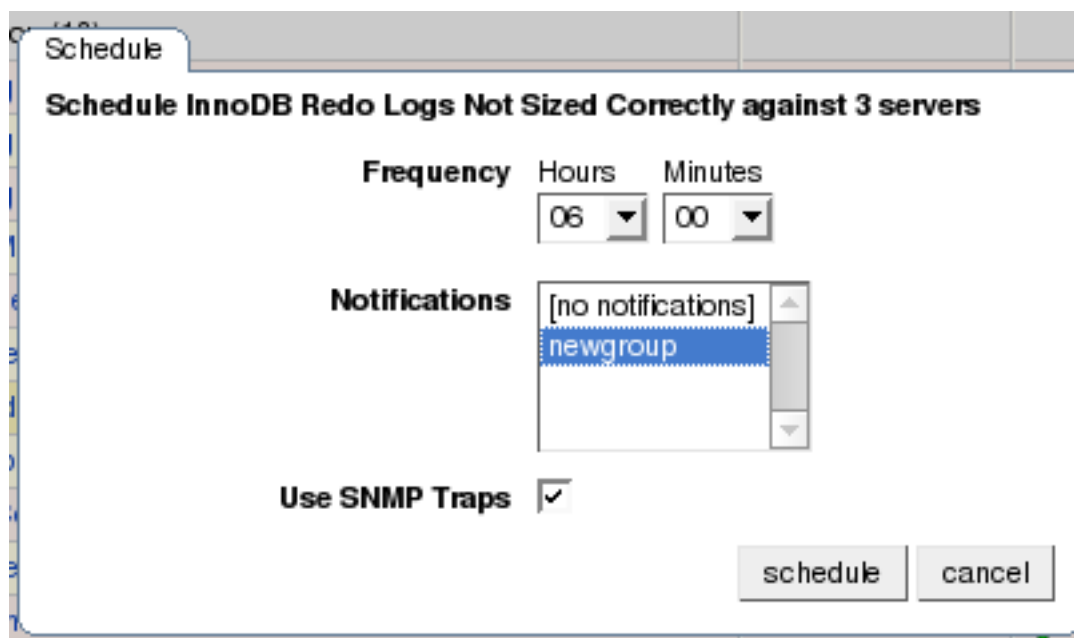 Schedule
Schedule InnoDB Redo Logs Not Sized Correctly against 3 servers
Frequency Hours Minutes
06 00
Notifications [no notifications]
newgroup
Use SNMP Traps
schedule cancel